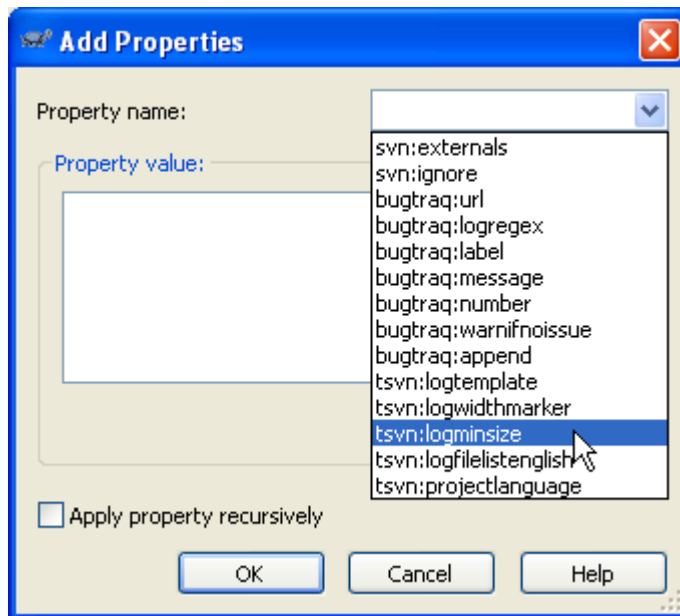 Add Properties
Property name:
svn:externals
svn:ignore
Property value:
bugtraq:url
bugtraq:logregex
bugtraq:label
bugtraq:message
bugtraq:number
bugtraq:warnifnoissue
bugtraq:append
tsvn:logtemplate
tsvn:logwidthmarker
tsvn:logminsize
tsvn:logfilelistenglish
tsvn:projectlanguage
Apply property recursively
OK Cancel Help